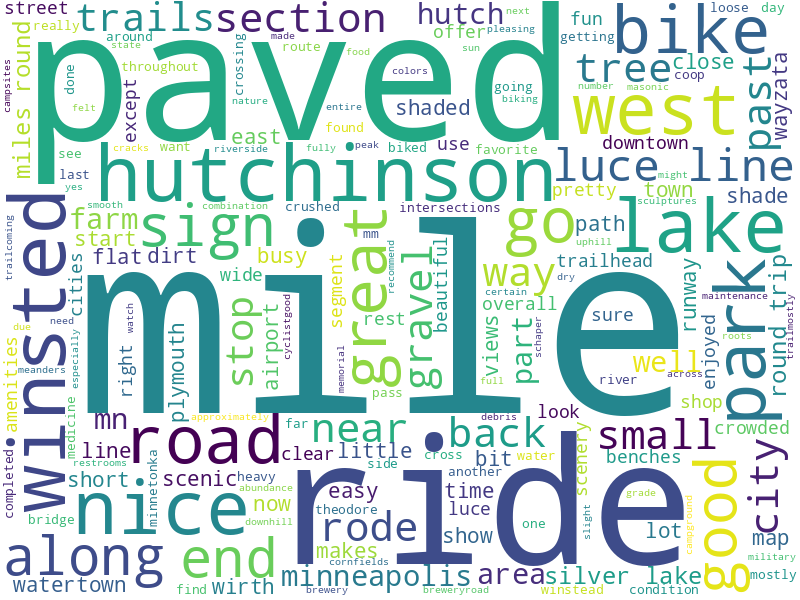 street
trails
section
hutch
bike
loose
day
really
around
next
pleasing
offer
fun
getting
state
made
food
sun
route
campsites
paved
felt
throughout
crossing
going
biking
tree
close
colors
number
masonic
coop
done
nature
entire
shaded
west
past
wayzata
miles round
except
east
found
use
see
want
biked
favorite
downtown
cracks
riverside
fully
peak
last
yes
hutchinson
luce line
might
pretty
town
shade
smooth
combination
crushed
intersections
sculptures
farm
sign
mm
great
go
path
lake
start
uphill
trailcoming
winsted
flat
dirt
busy
wide
segment
recommend
gravel
beautiful
way
trailhead
dry
runway
park
round trip
cities
mile
stop
airport
rest
overall
certain
sure
maintenance
trailmostly
due
need
watch
cyclistgood
views
part
schaper
enjoyed
roots
meanders
especially
right
plymouth
memorial
pass
full
river
across
well
shop
amenities
approximately
mn
look
small
crowded
completed
medicine
road
far
near
back
debris
line
clear
little
side
cross
bit
another
water
scenery
benches
city
restrooms
minnetonka
scenic
heavy
short
abundance
easy
time
ride
good
bridge
nice
now
theodore
rode
luce
one
grade
campground
downhill
makes
show
slight
lot
map
along
end
cornfields
minneapolis
area
silver lake
military
mostly
watertown
find
wirth
brewery
breweryroad
winstead
condition